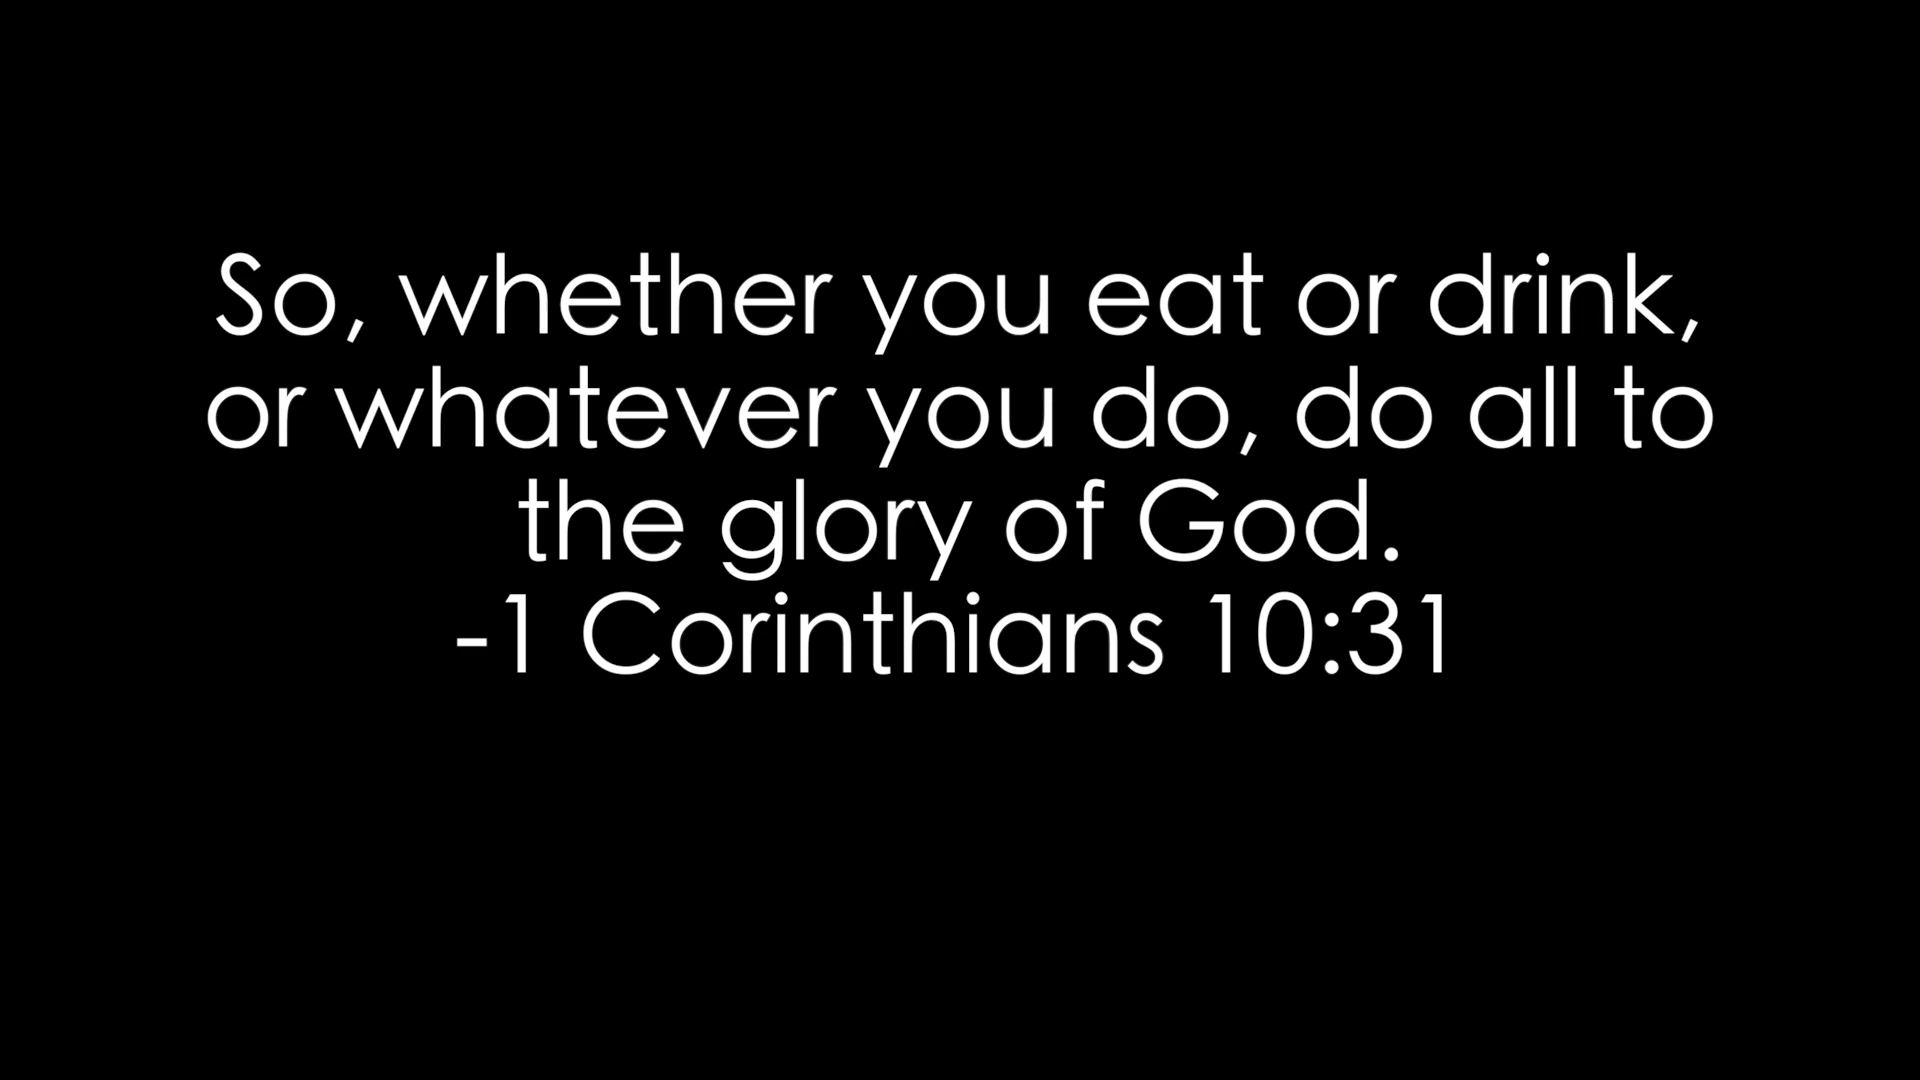 So, whether you eat or drink,
or whatever you do, do all to
the glory of God.
-1 Corinthians 10:31